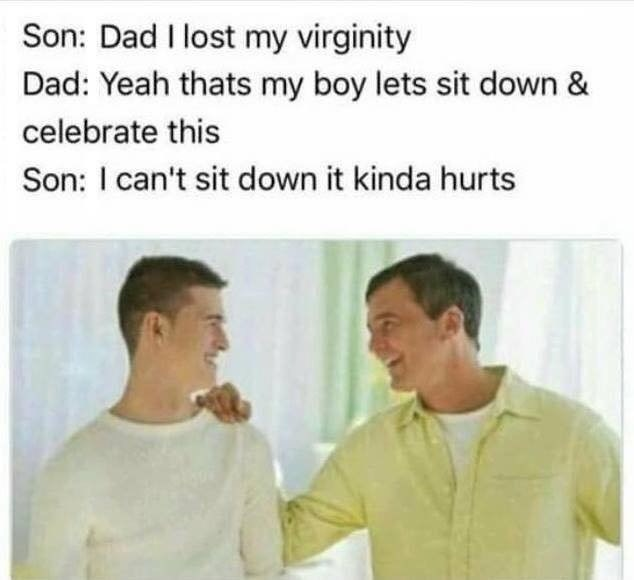 Son: Dad I lost my virginity
Dad: Yeah thats my boy lets sit down &
celebrate this
Son: I can't sit down it kinda hurts